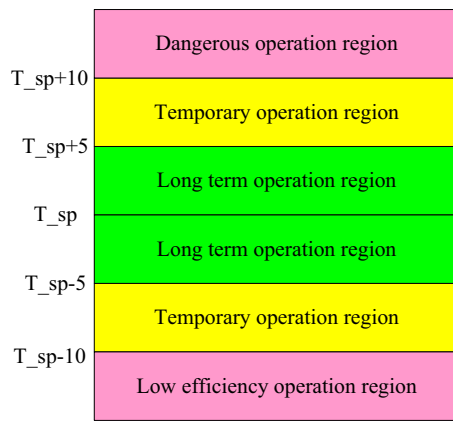 Dangerous operation region
T_sp+10
Temporary operation region
T_sp+5
Long term operation region
T_sp
Long term operation region
T_sp-5
Temporary operation region
T_sp-10
Low efficiency operation region